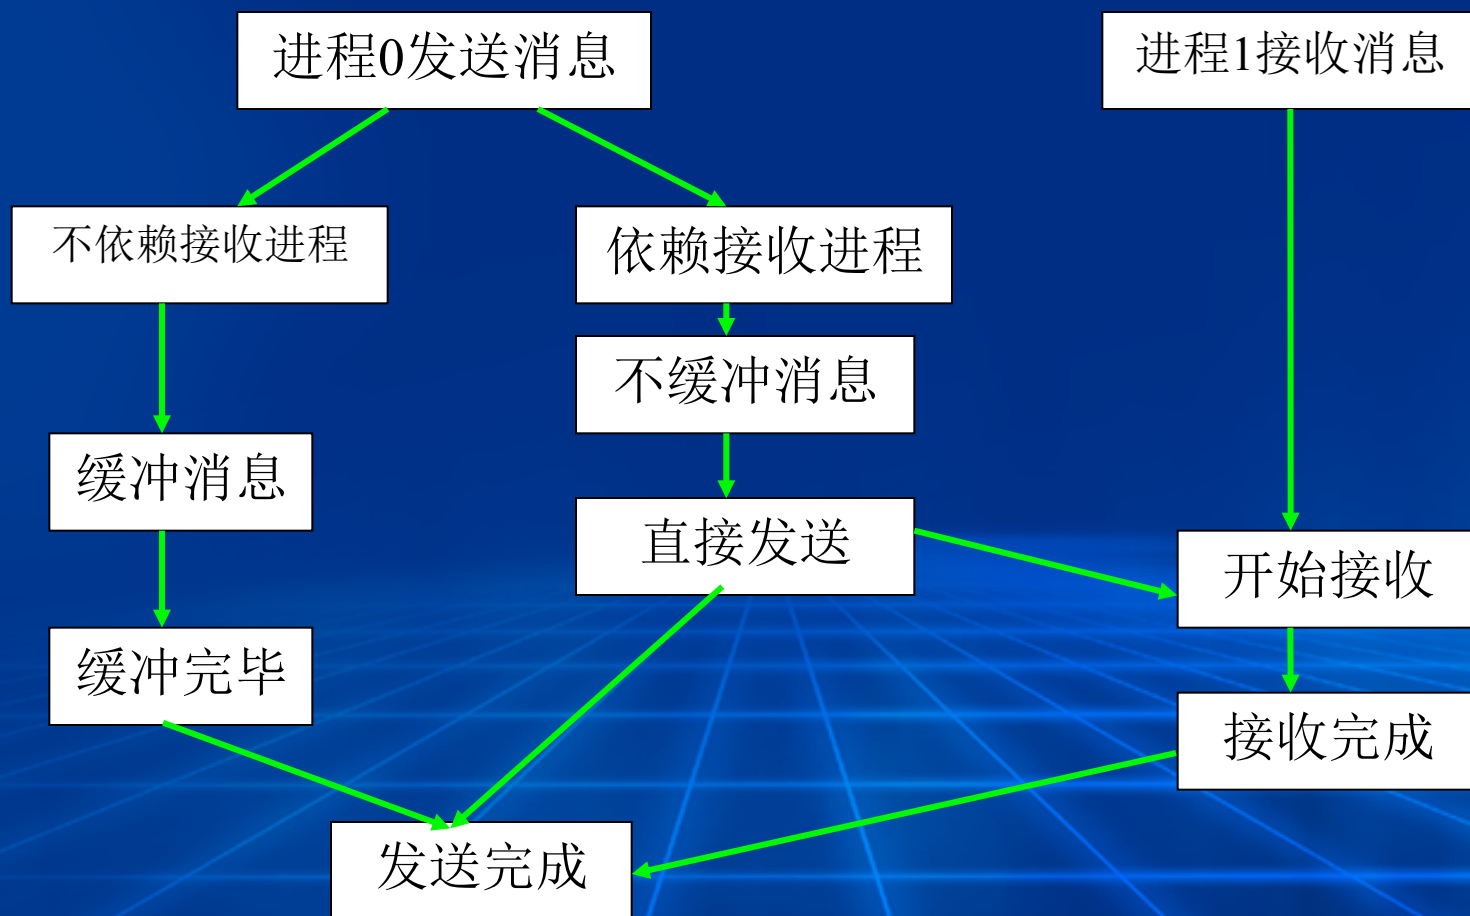 进程0发送消息
进程1接收消息
不依赖接收进程
依赖接收进程
不缓冲消息
缓冲消息
直接发送
开始接收
缓冲完毕
接收完成
发送完成